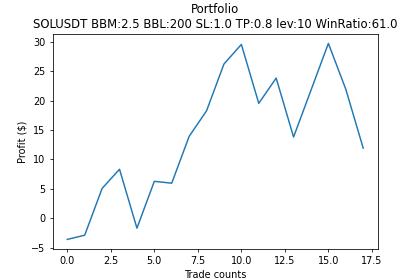 Portfolio
SOLUSDT BBM:2.5 BBL:200 SL:1.0 TP:0.8 lev:10 WinRatio:61.0
30
25
20
15
10
5
0
−5
Profit ($)
0.0 2.5 5.0 7.5 10.0 12.5 15.0 17.5
Trade counts